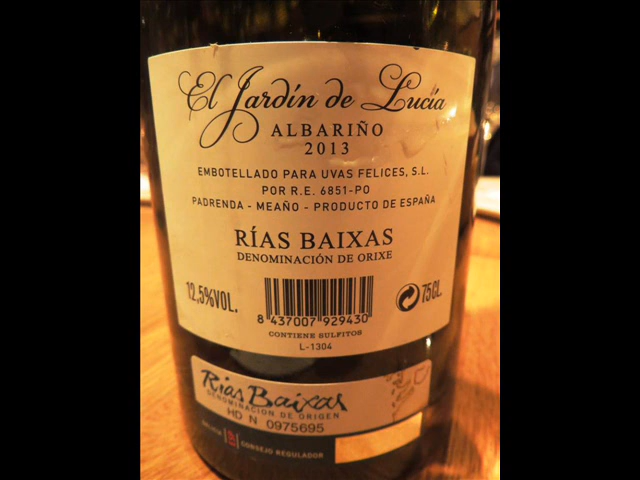 El Jardín de Lucía
ALBARIÑO
2013
EMBOTELLADO PARA UVAS FELICES, S.L.
POR R.E. 6851-PO
PADRENDA - MEAÑO - PRODUCTO DE ESPAÑA
RÍAS BAIXAS
DENOMINACIÓN DE ORIXE
12,5%VOL.
75CL.
8 437007 929430
CONTIENE SULFITOS
L-1304
Rías Baixas
DENOMINACIÓN DE ORIGEN
HD N 0975695
CONSEJO REGULADOR